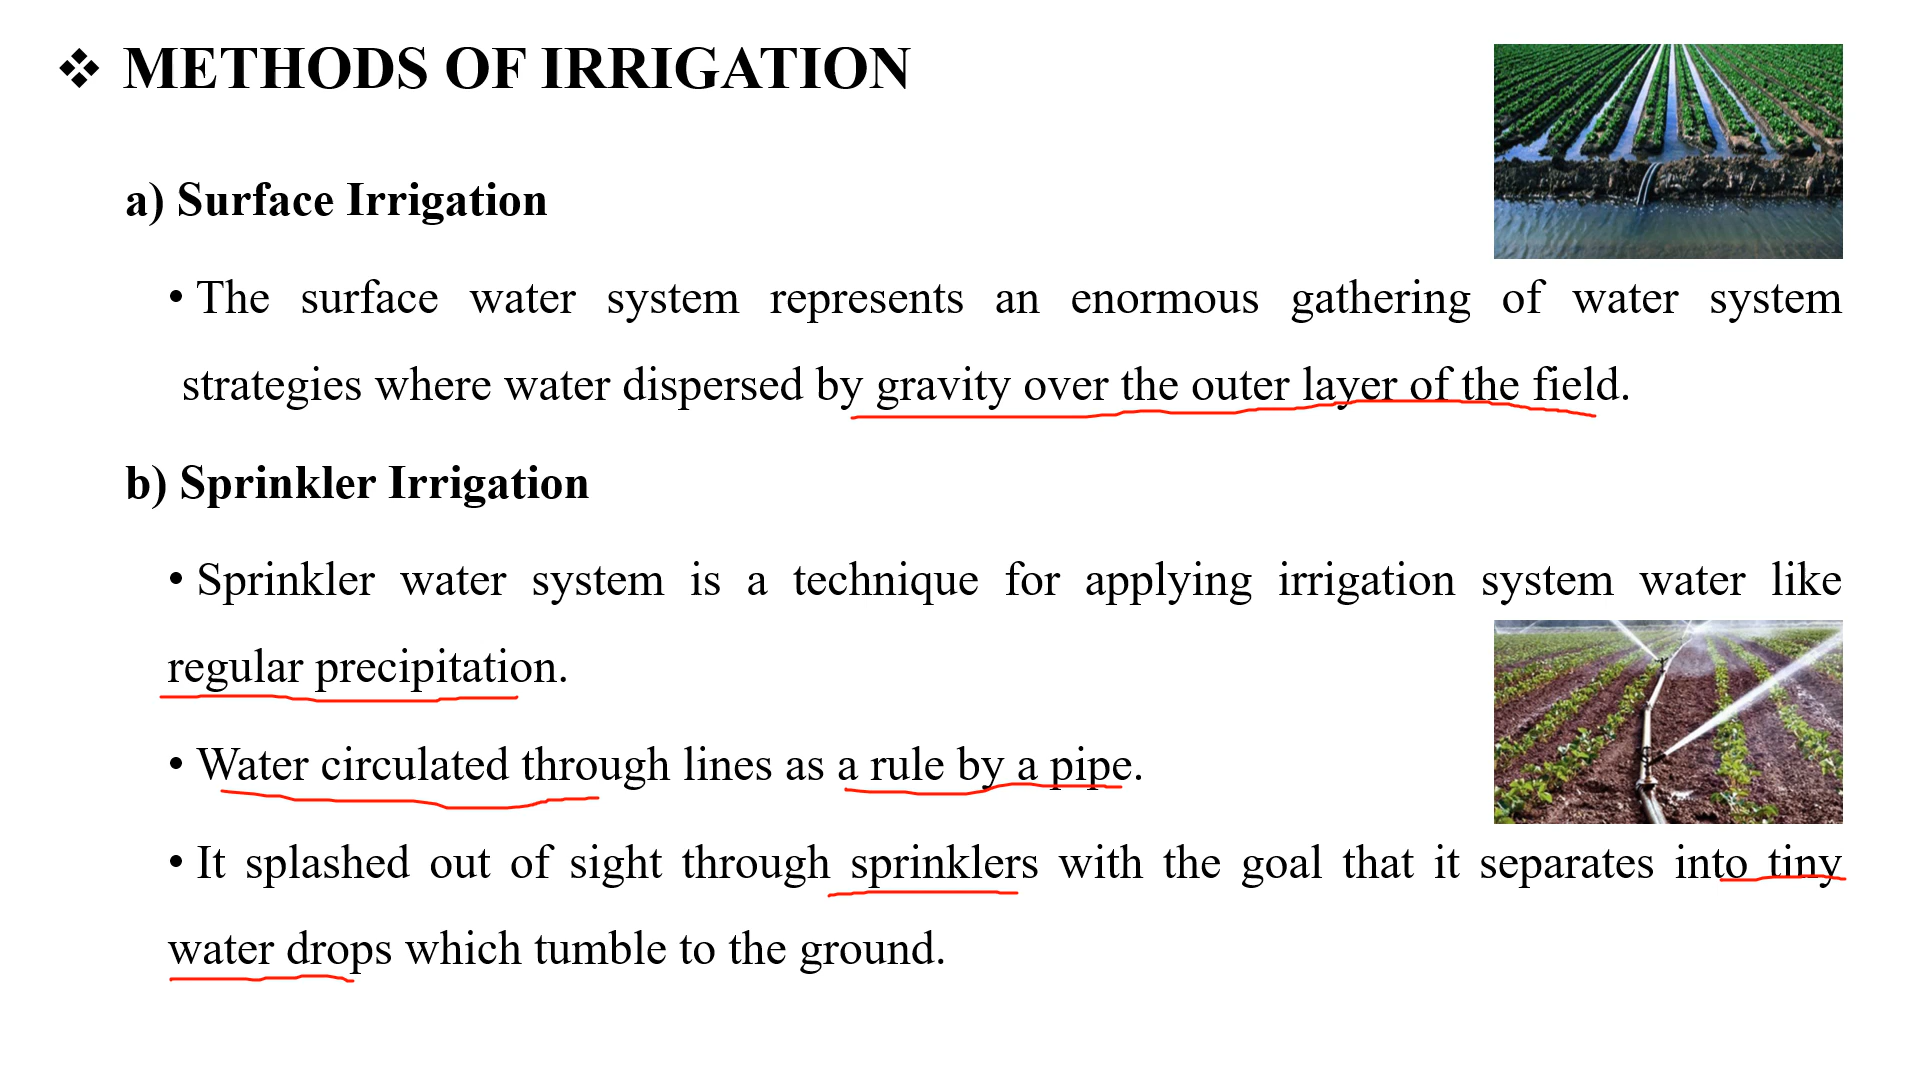 ❖ METHODS OF IRRIGATION
a) Surface Irrigation
• The surface water system represents an enormous gathering of water system
strategies where water dispersed by gravity over the outer layer of the field.
b) Sprinkler Irrigation
• Sprinkler water system is a technique for applying irrigation system water like
regular precipitation.
• Water circulated through lines as a rule by a pipe.
• It splashed out of sight through sprinklers with the goal that it separates into tiny
water drops which tumble to the ground.